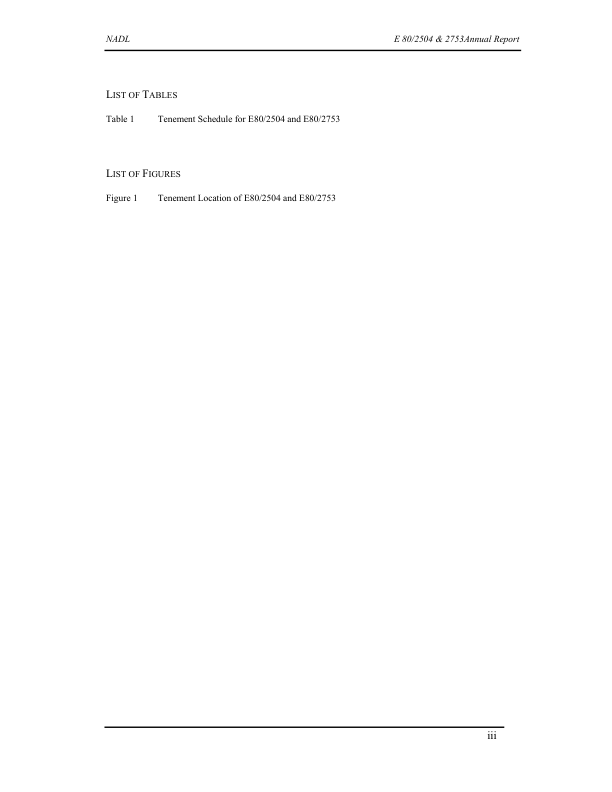 NADL E 80/2504 & 2753Annual Report
LIST OF TABLES
Table 1 Tenement Schedule for E80/2504 and E80/2753
LIST OF FIGURES
Figure 1 Tenement Location of E80/2504 and E80/2753
iii